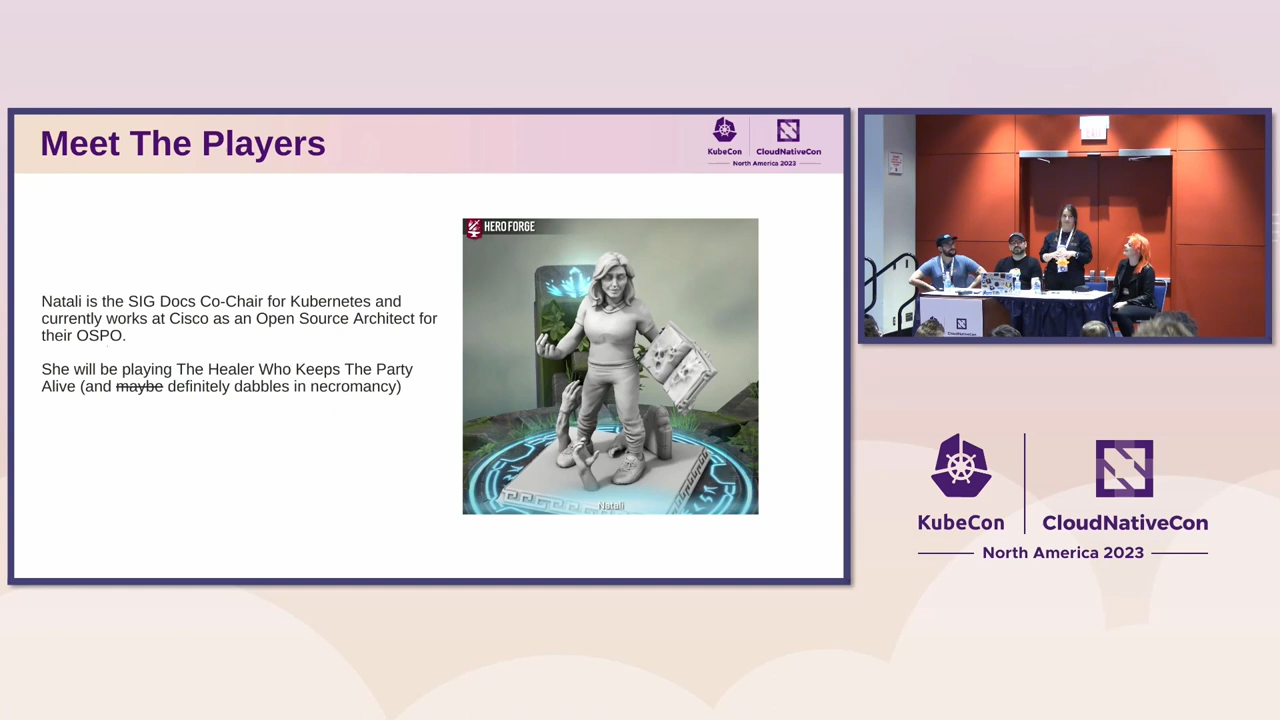 Meet The Players
KubeCon
CloudNativeCon
North America 2023
HERO FORGE
Natali is the SIG Docs Co-Chair for Kubernetes and
currently works at Cisco as an Open Source Architect for
their OSPO.
She will be playing The Healer Who Keeps The Party
Alive (and maybe definitely dabbles in necromancy)
Natali
EXIT
CloudNativeCon
KubeCon
CloudNativeCon
North America 2023